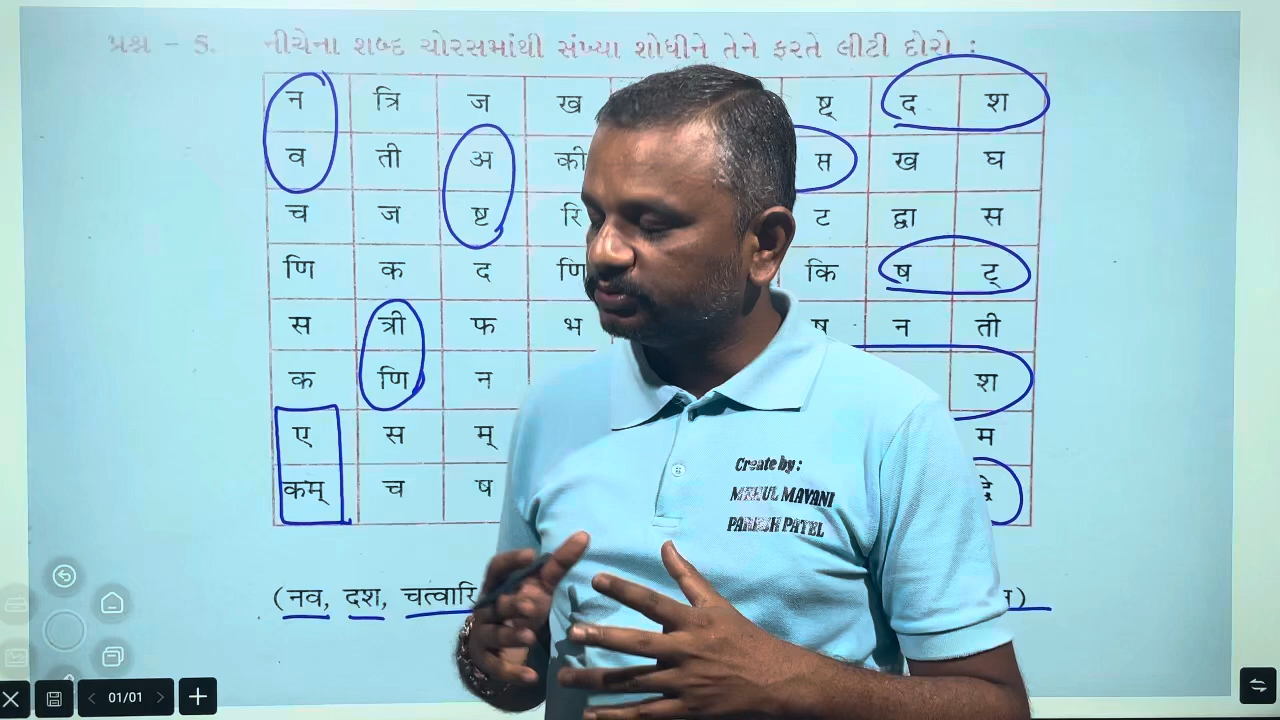 પ્રશ્ન - 5. નીચેના શબ્દ ચોરસમાંથી સંખ્યા શોધીને તેને ફરતે લીટી દોરો :
न त्रि ज ख ष्ट् द श
व ती अ की प्त ख घ
च ज ष्ट रि ट द्वा स
णि क द णि कि ष ट्
स त्री फ भ ष न ती
क णि न श
ए स म् म
कम् च ष
(नव, दश, चत्वारि
Create by :
MEHUL MAVANI
PARESH PATEL
01/01